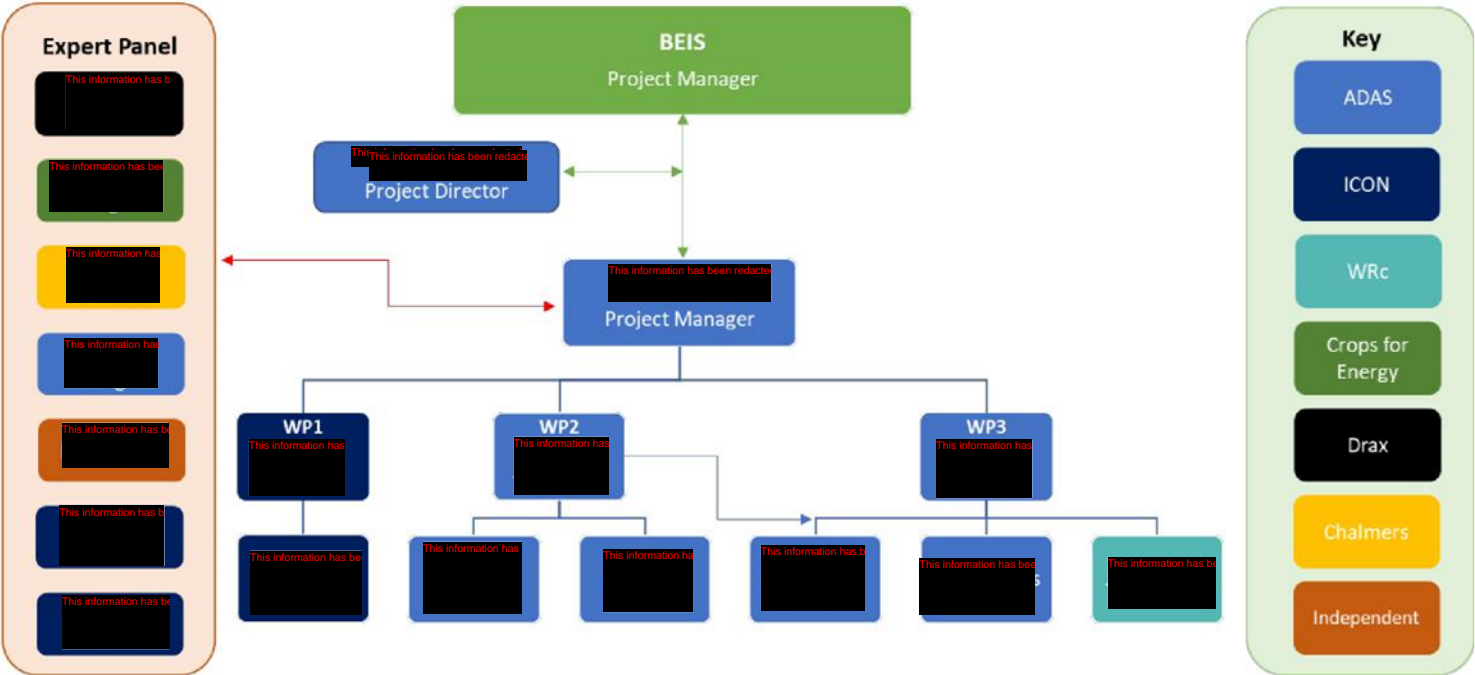 Expert Panel
This information has b
This information has bee
This information has
This information has
This information has be
This information has b
This information has be
BEIS
Project Manager
This information has been redacte
Project Director
This information has been redacte
Project Manager
WP1
This information has
WP2
This information has
WP3
This information has
This information has be
This information has
This information ha
This information has b
This information has bee
s
This information has be
Key
ADAS
ICON
WRc
Crops for
Energy
Drax
Chalmers
Independent